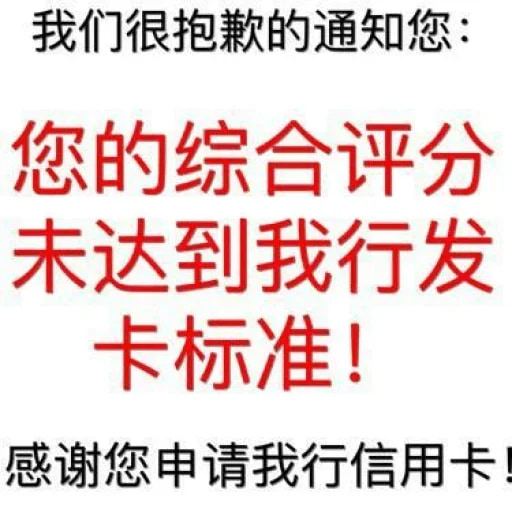 我们很抱歉的通知您：
您的综合评分
未达到我行发
卡标准！
感谢您申请我行信用卡！